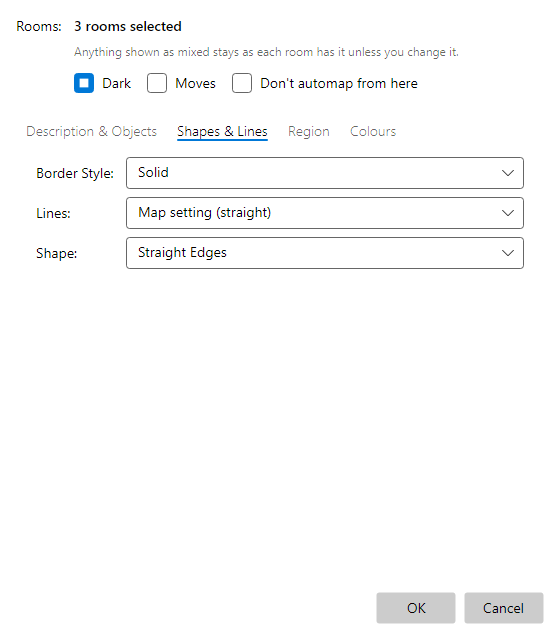 Rooms: 3 rooms selected
Anything shown as mixed stays as each room has it unless you change it.
Dark Moves Don't automap from here
Description & Objects Shapes & Lines Region Colours
Border Style: Solid
Lines: Map setting (straight)
Shape: Straight Edges
OK Cancel